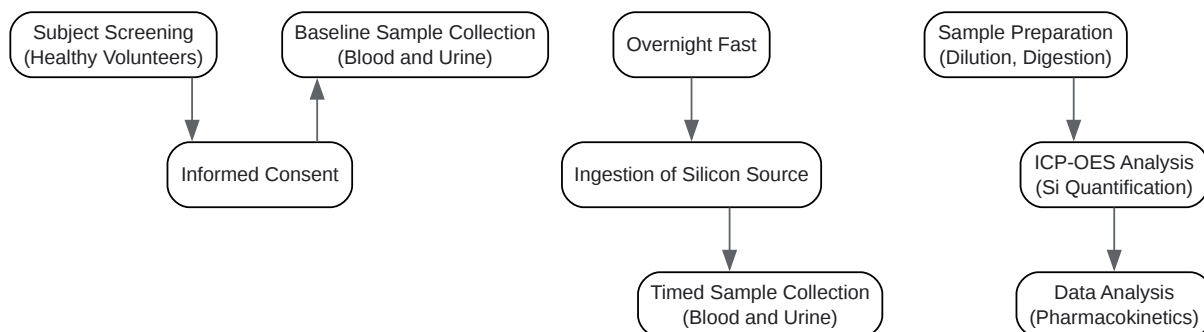 Subject Screening
(Healthy Volunteers)
Informed Consent
Baseline Sample Collection
(Blood and Urine)
Overnight Fast
Ingestion of Silicon Source
Timed Sample Collection
(Blood and Urine)
Sample Preparation
(Dilution, Digestion)
ICP-OES Analysis
(Si Quantification)
Data Analysis
(Pharmacokinetics)